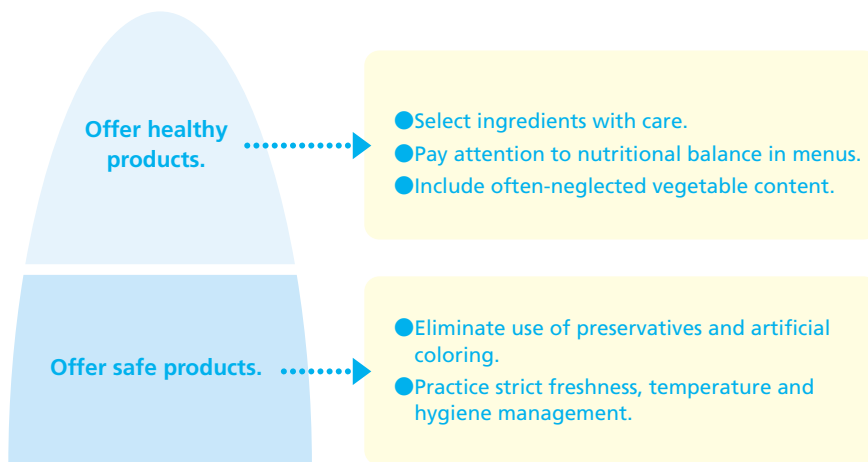 Offer healthy
products.
●Select ingredients with care.
●Pay attention to nutritional balance in menus.
●Include often-neglected vegetable content.
Offer safe products.
●Eliminate use of preservatives and artificial
coloring.
●Practice strict freshness, temperature and
hygiene management.